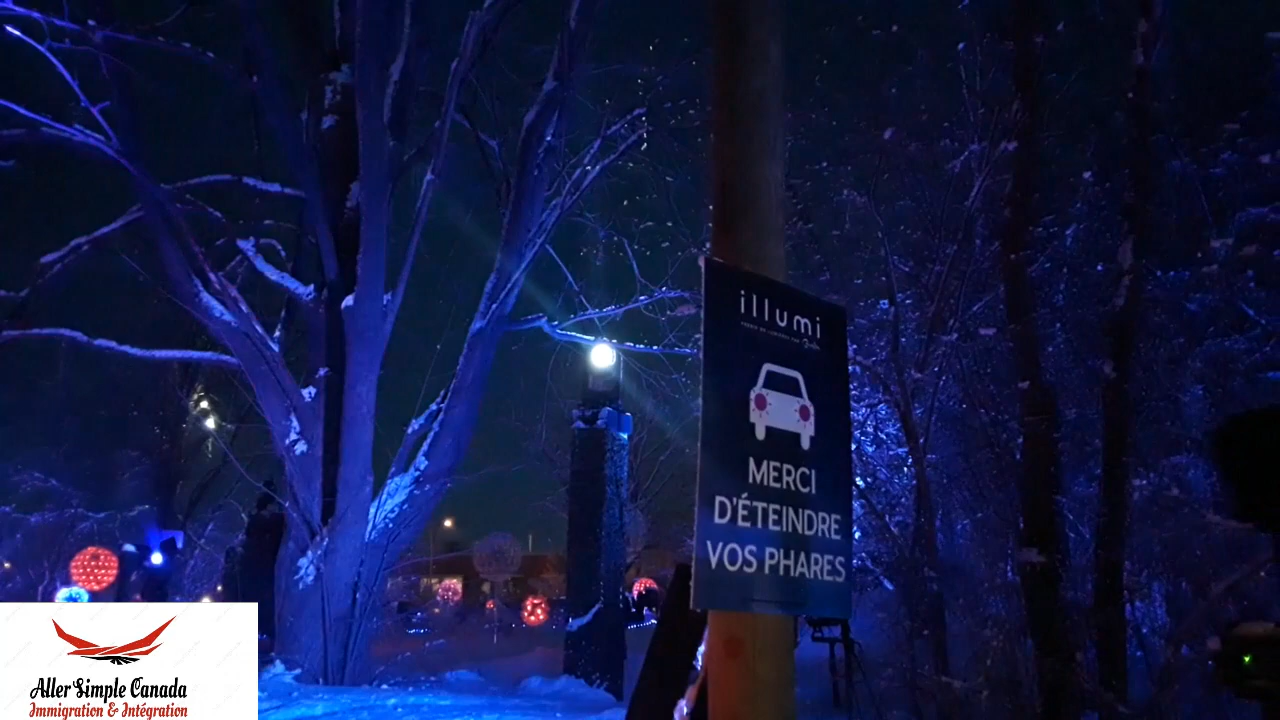 illumi
MERCI
D'ÉTEINDRE
VOS PHARES
Aller Simple Canada
Immigration & Intégration